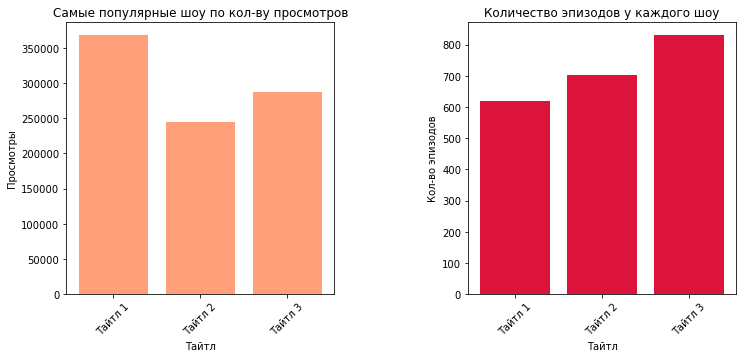 Самые популярные шоу по кол-ву просмотров
350000
300000
250000
200000
150000
100000
50000
0
Просмотры
Тайтл 1
Тайтл 2
Тайтл 3
Тайтл
Количество эпизодов у каждого шоу
800
700
600
500
400
300
200
100
0
Кол-во эпизодов
Тайтл 1
Тайтл 2
Тайтл 3
Тайтл